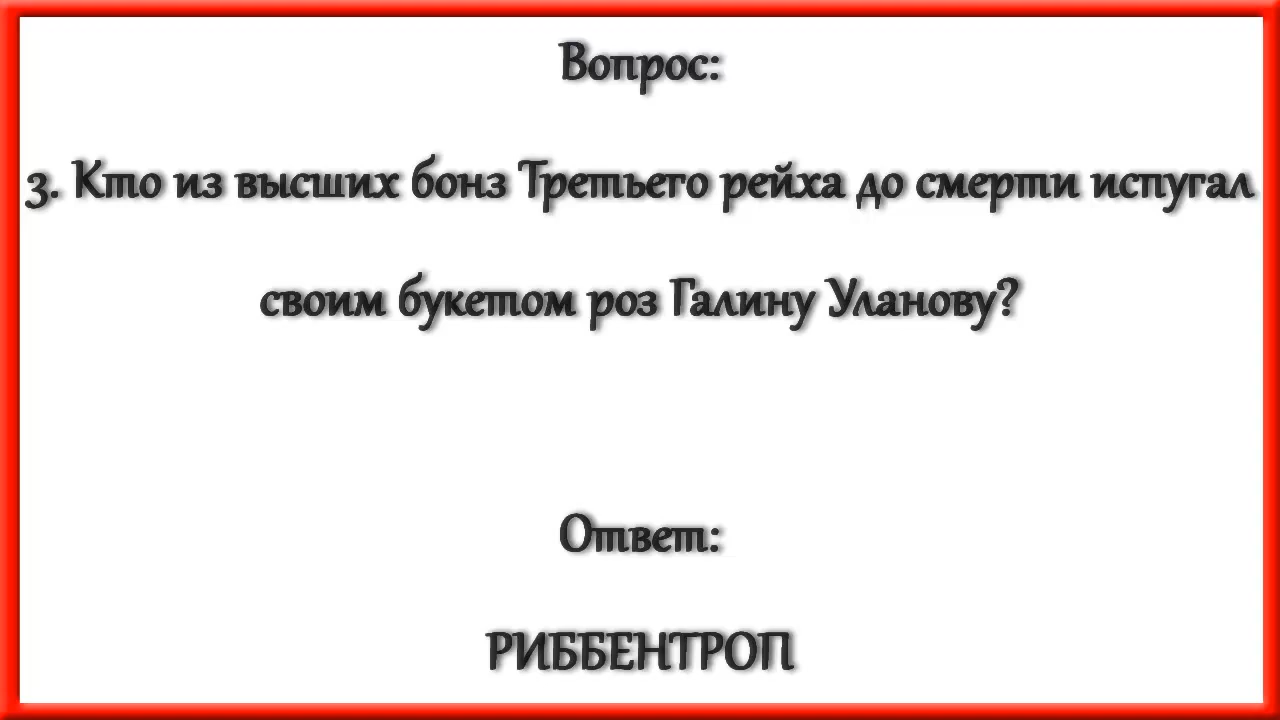 Вопрос:
3. Кто из высших бонз Третьего рейха до смерти испугал
своим букетом роз Галину Уланову?
Ответ:
РИББЕНТРОП